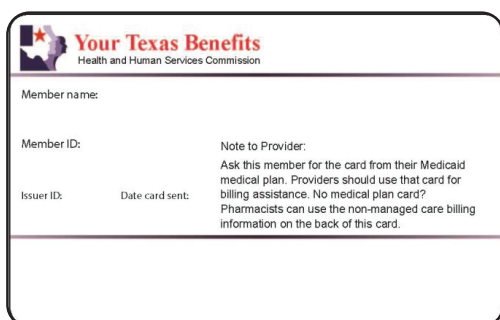 Your Texas Benefits
Health and Human Services Commission
Member name:
Member ID:
Note to Provider:
Ask this member for the card from their Medicaid
medical plan. Providers should use that card for
billing assistance. No medical plan card?
Pharmacists can use the non-managed care billing
information on the back of this card.
Issuer ID:
Date card sent: